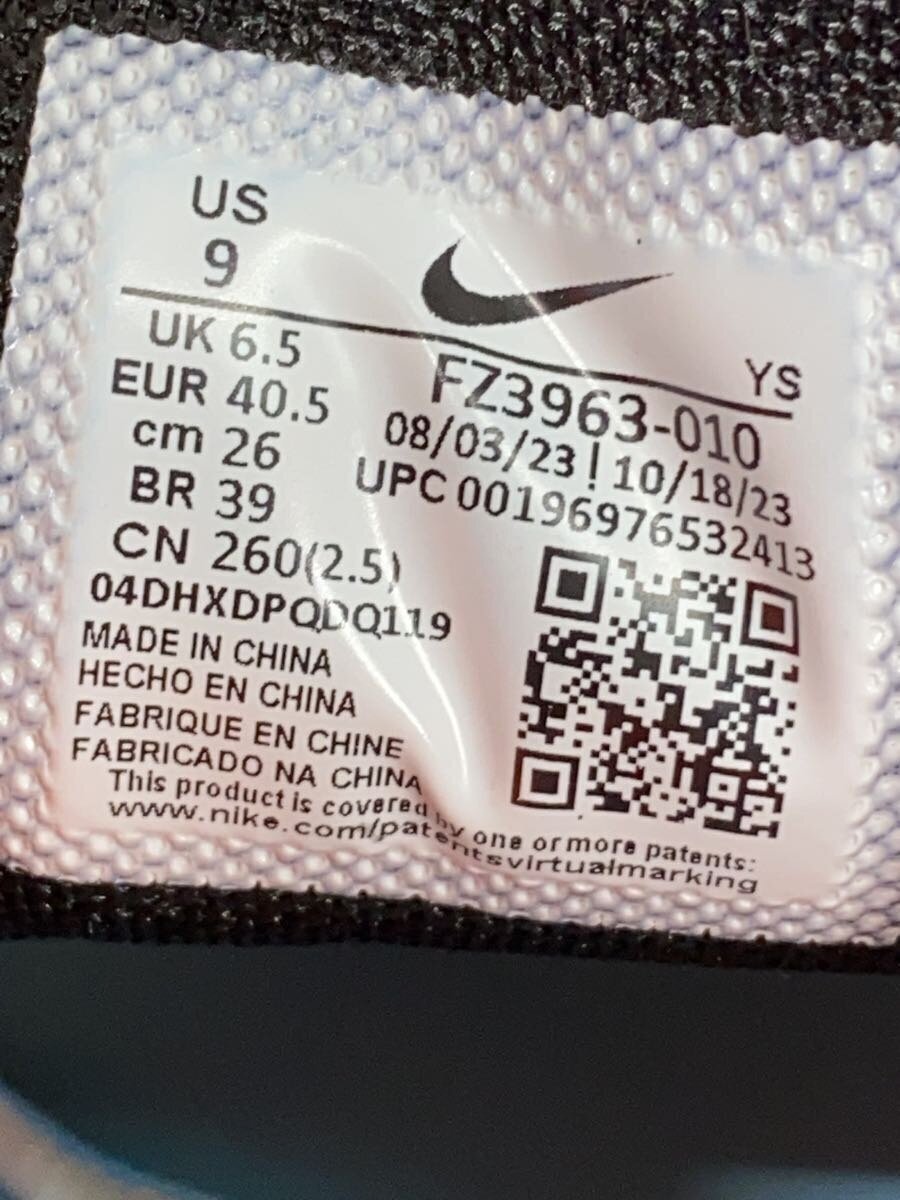 US
9
UK 6.5
EUR 40.5
cm 26
BR 39
CN 260(2.5)
YS
FZ3963-010
08/03/23 | 10/18/23
UPC 00196976532413
04DHXDPQDQ119
MADE IN CHINA
HECHO EN CHINA
FABRIQUE EN CHINE
FABRICADO NA CHINA
This product is covered by one or more patents:
www.nike.com/patentsvirtualmarking